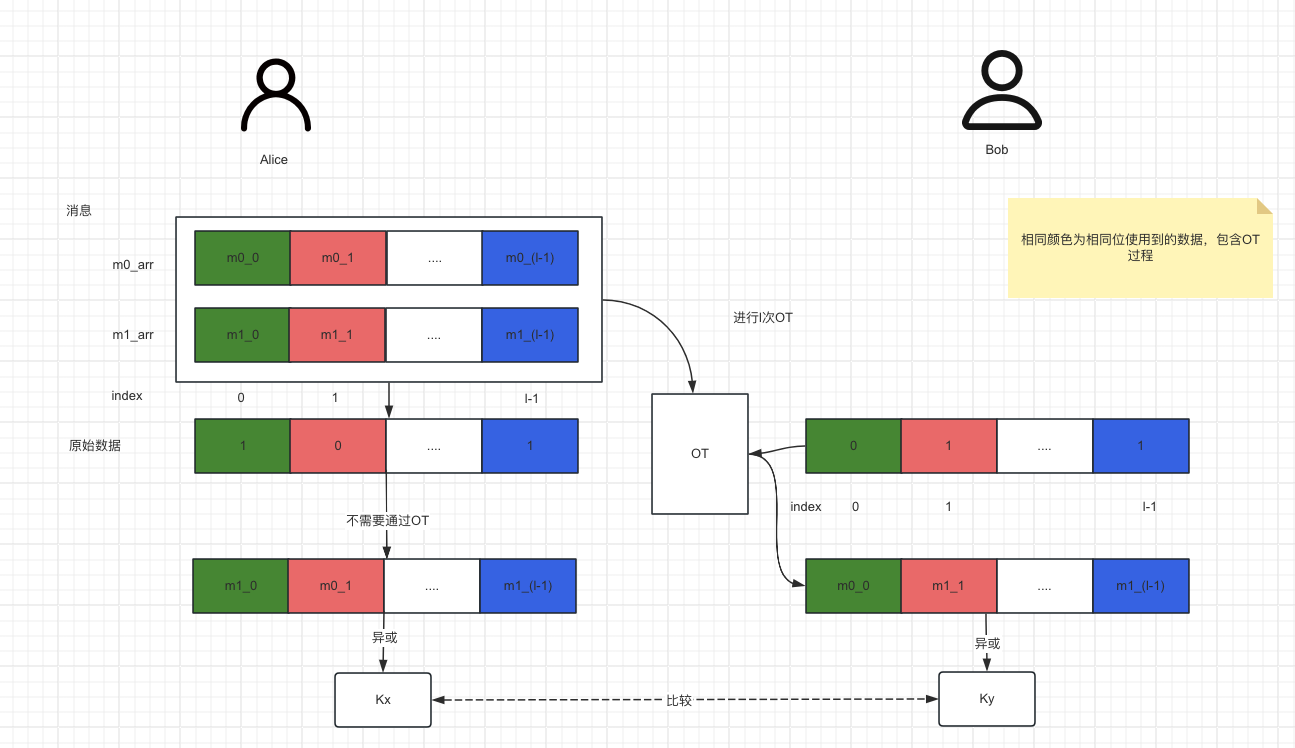 Alice
Bob
消息
相同颜色为相同位使用到的数据，包含OT
过程
m0_arr
m0_0
m0_1
....
m0_(l-1)
m1_arr
m1_0
m1_1
....
m1_(l-1)
进行l次OT
index
0
1
l-1
原始数据
1
0
....
1
OT
0
1
....
1
index
0
1
l-1
不需要通过OT
m1_0
m0_1
....
m1_(l-1)
m0_0
m1_1
....
m1_(l-1)
异或
异或
Kx
比较
Ky